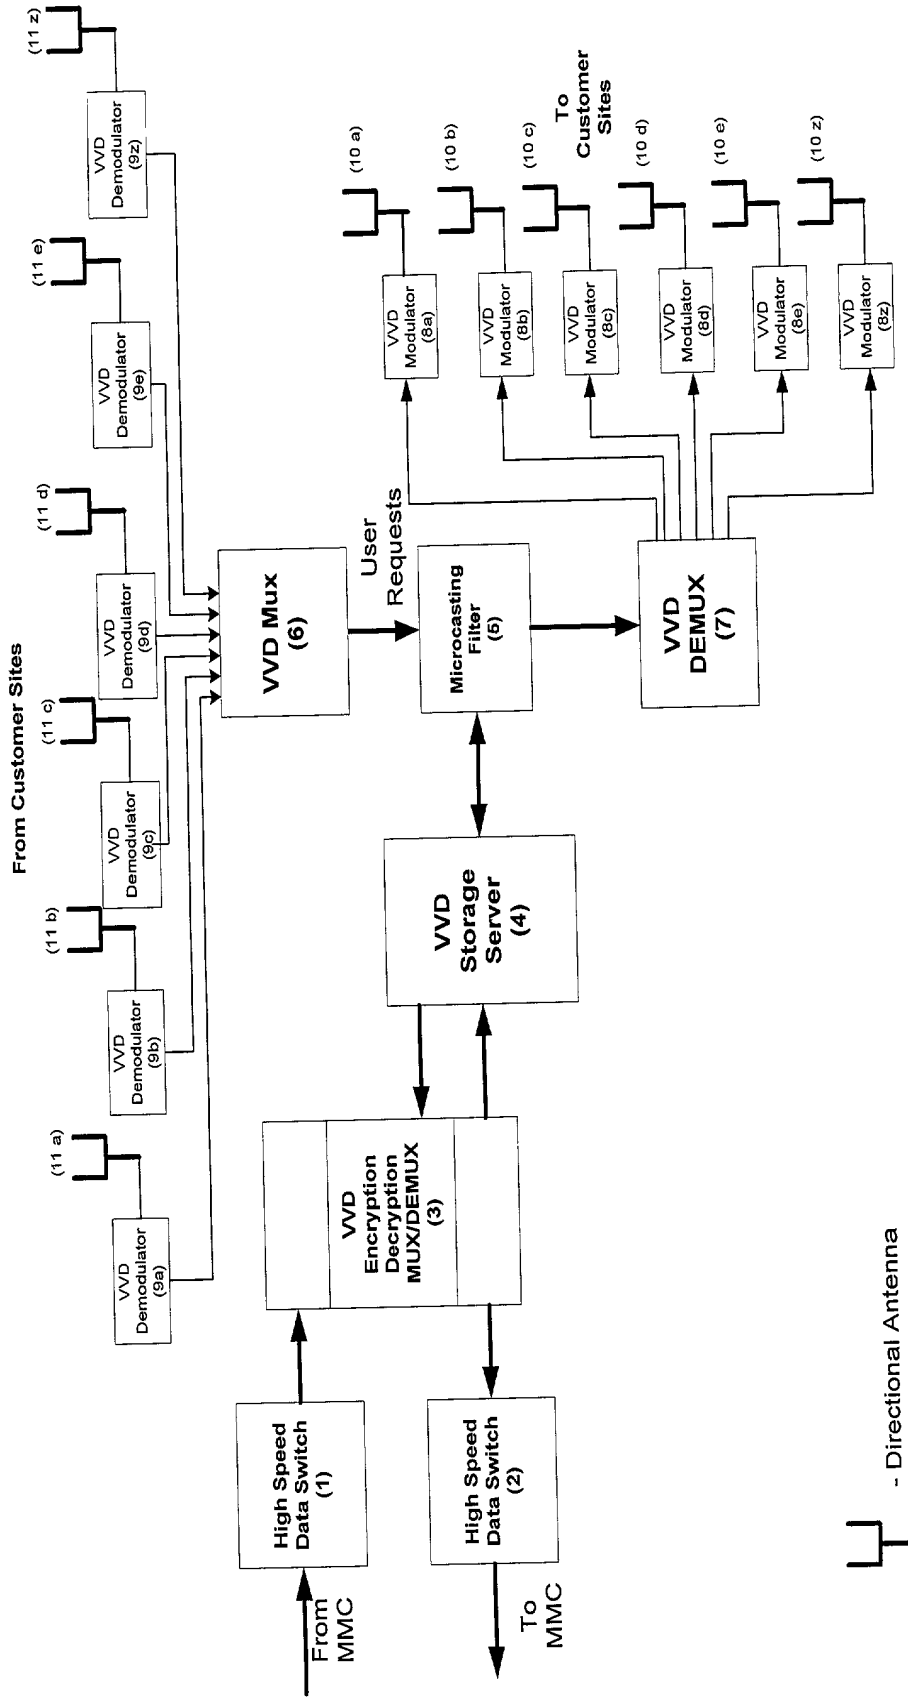 From Customer Sites
(11 a)
(11 b)
(11 c)
(11 d)
(11 e)
(11 z)
VVD
Demodulator
(9a)
VVD
Demodulator
(9b)
VVD
Demodulator
(9c)
VVD
Demodulator
(9d)
VVD
Demodulator
(9e)
VVD
Demodulator
(9z)
From
MMC
High Speed
Data Switch
(1)
To
MMC
High Speed
Data Switch
(2)
VVD
Encryption
Decryption
MUX/DEMUX
(3)
VVD
Storage
Server
(4)
VVD Mux
(6)
User
Requests
Microcasting
Filter
(5)
VVD
DEMUX
(7)
VVD
Modulator
(8a)
VVD
Modulator
(8b)
VVD
Modulator
(8c)
VVD
Modulator
(8d)
VVD
Modulator
(8e)
VVD
Modulator
(8z)
(10 a)
(10 b)
(10 c)
To
Customer
Sites
(10 d)
(10 e)
(10 z)
- Directional Antenna